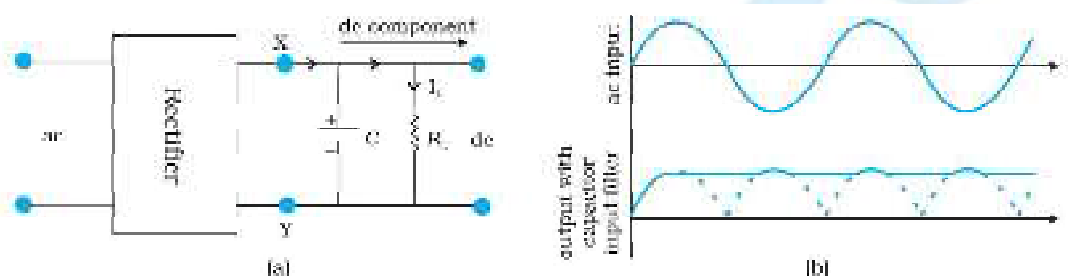 X
dc component
ac
Rectifier
C
dc
Y
(a)
ac input
output with
capacitor
input filter
(b)